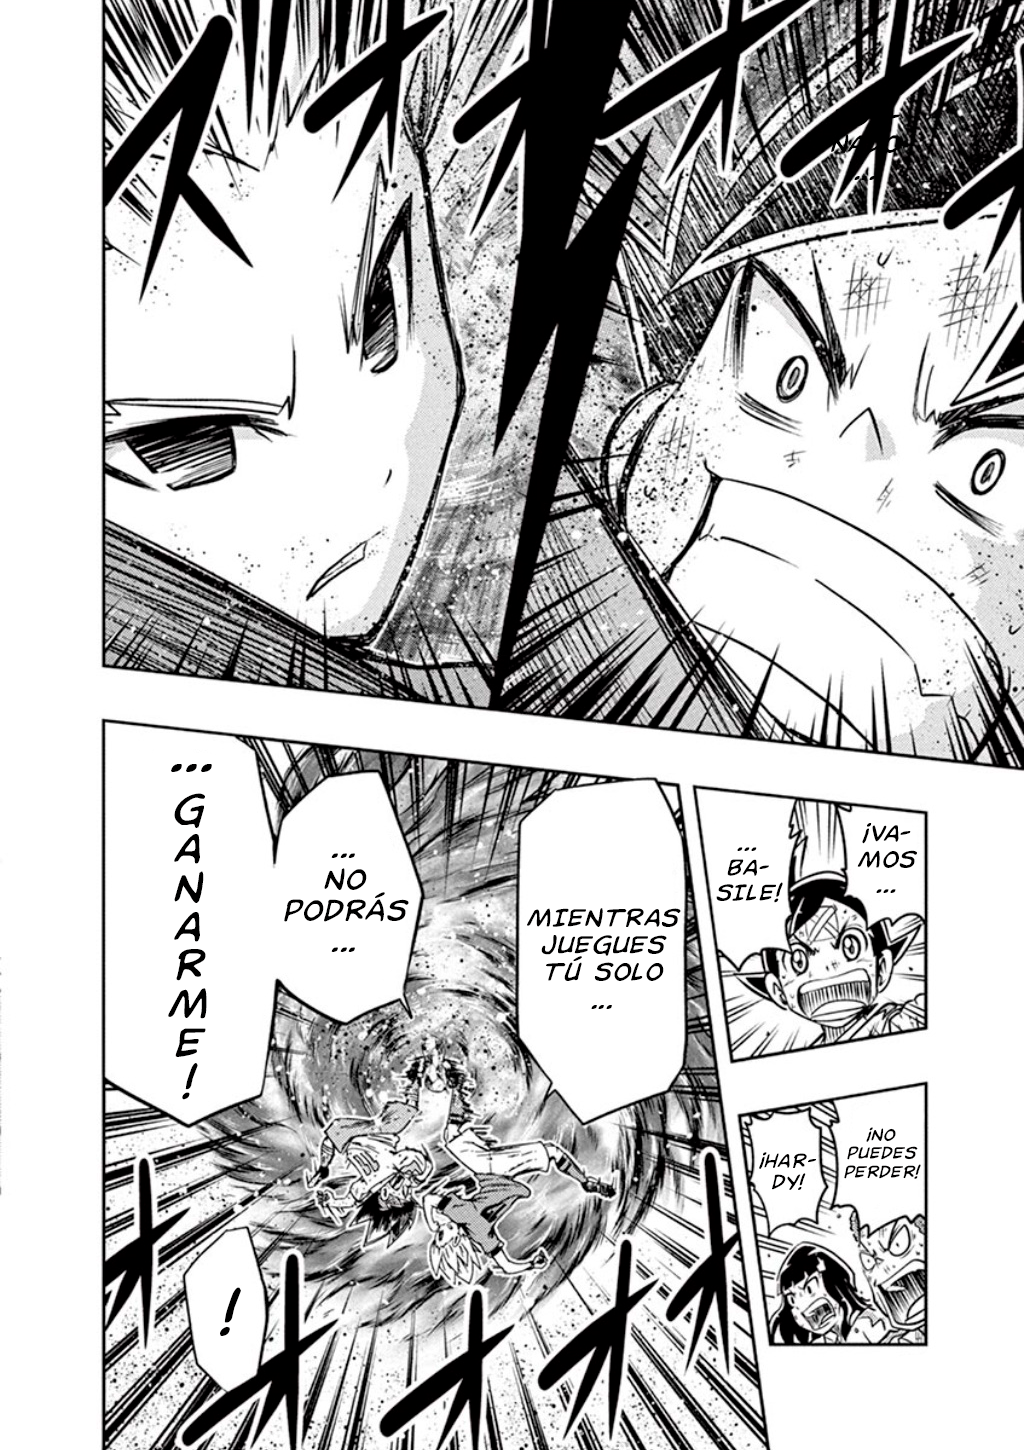 ¡VA-
MOS
...
...
BA-
SILE!
¡NO
PUEDES
PERDER!
¡HAR-
DY!
MIENTRAS
JUEGUES
TÚ SOLO
...
...
NO
PODRÁS
...
...
GANARME!
!